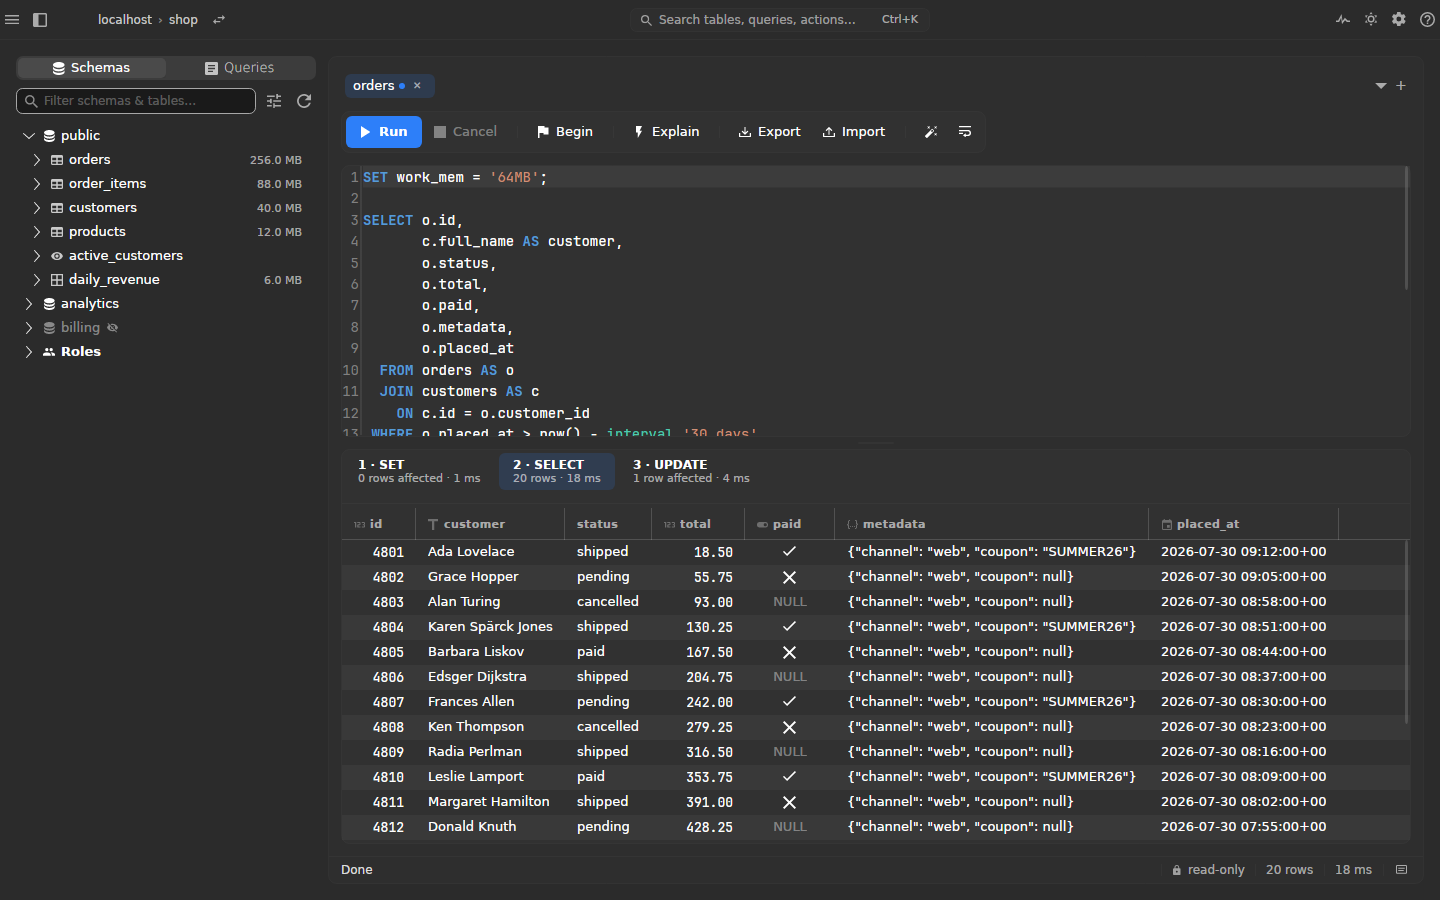 localhost › shop
Search tables, queries, actions... Ctrl+K
Schemas Queries
Filter schemas & tables...
public
orders 256.0 MB
order_items 88.0 MB
customers 40.0 MB
products 12.0 MB
active_customers
daily_revenue 6.0 MB
analytics
billing
Roles
orders
Run Cancel Begin Explain Export Import
1 SET work_mem = '64MB';
2
3 SELECT o.id,
4 c.full_name AS customer,
5 o.status,
6 o.total,
7 o.paid,
8 o.metadata,
9 o.placed_at
10 FROM orders AS o
11 JOIN customers AS c
12 ON c.id = o.customer_id
13 WHERE o.placed_at > now() - interval '30 days'
1 · SET 2 · SELECT 3 · UPDATE
0 rows affected · 1 ms 20 rows · 18 ms 1 row affected · 4 ms
123 id customer status 123 total paid {.} metadata placed_at
4801 Ada Lovelace shipped 18.50 {"channel": "web", "coupon": "SUMMER26"} 2026-07-30 09:12:00+00
4802 Grace Hopper pending 55.75 {"channel": "web", "coupon": null} 2026-07-30 09:05:00+00
4803 Alan Turing cancelled 93.00 NULL {"channel": "web", "coupon": null} 2026-07-30 08:58:00+00
4804 Karen Spärck Jones shipped 130.25 {"channel": "web", "coupon": "SUMMER26"} 2026-07-30 08:51:00+00
4805 Barbara Liskov paid 167.50 {"channel": "web", "coupon": null} 2026-07-30 08:44:00+00
4806 Edsger Dijkstra shipped 204.75 NULL {"channel": "web", "coupon": null} 2026-07-30 08:37:00+00
4807 Frances Allen pending 242.00 {"channel": "web", "coupon": "SUMMER26"} 2026-07-30 08:30:00+00
4808 Ken Thompson cancelled 279.25 {"channel": "web", "coupon": null} 2026-07-30 08:23:00+00
4809 Radia Perlman shipped 316.50 NULL {"channel": "web", "coupon": null} 2026-07-30 08:16:00+00
4810 Leslie Lamport paid 353.75 {"channel": "web", "coupon": "SUMMER26"} 2026-07-30 08:09:00+00
4811 Margaret Hamilton shipped 391.00 {"channel": "web", "coupon": null} 2026-07-30 08:02:00+00
4812 Donald Knuth pending 428.25 NULL {"channel": "web", "coupon": null} 2026-07-30 07:55:00+00
Done read-only 20 rows 18 ms